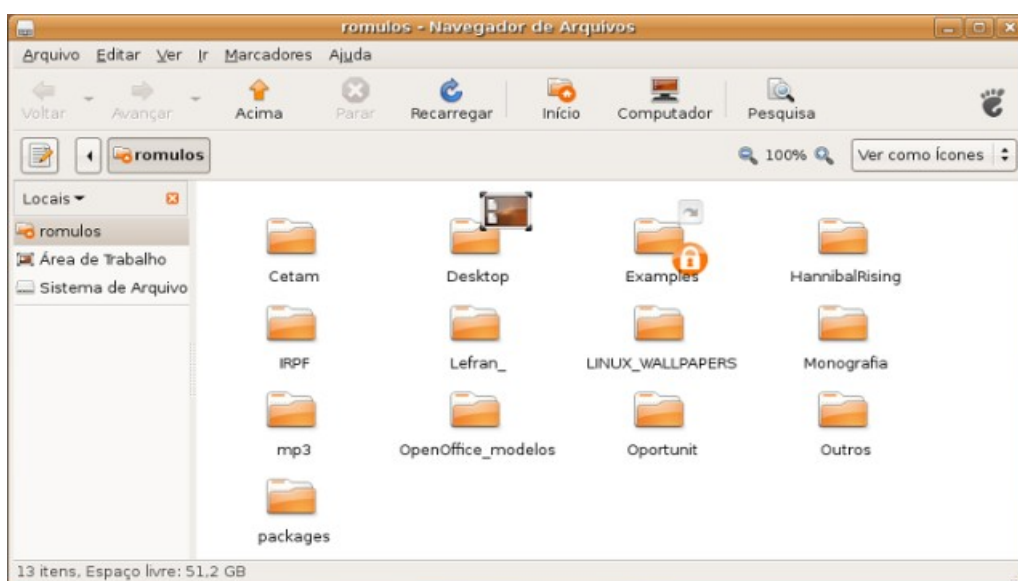 romulos - Navegador de Arquivos
Arquivo Editar Ver Ir Marcadores Ajuda
Voltar Avançar Acima Parar Recarregar Início Computador Pesquisa
romulos 100% Ver como Ícones
Locais
romulos
Área de Trabalho
Sistema de Arquivo
Cetam Desktop Examples HannibalRising
IRPF Lefran_ LINUX_WALLPAPERS Monografia
mp3 OpenOffice_modelos Oportunit Outros
packages
13 itens, Espaço livre: 51,2 GB